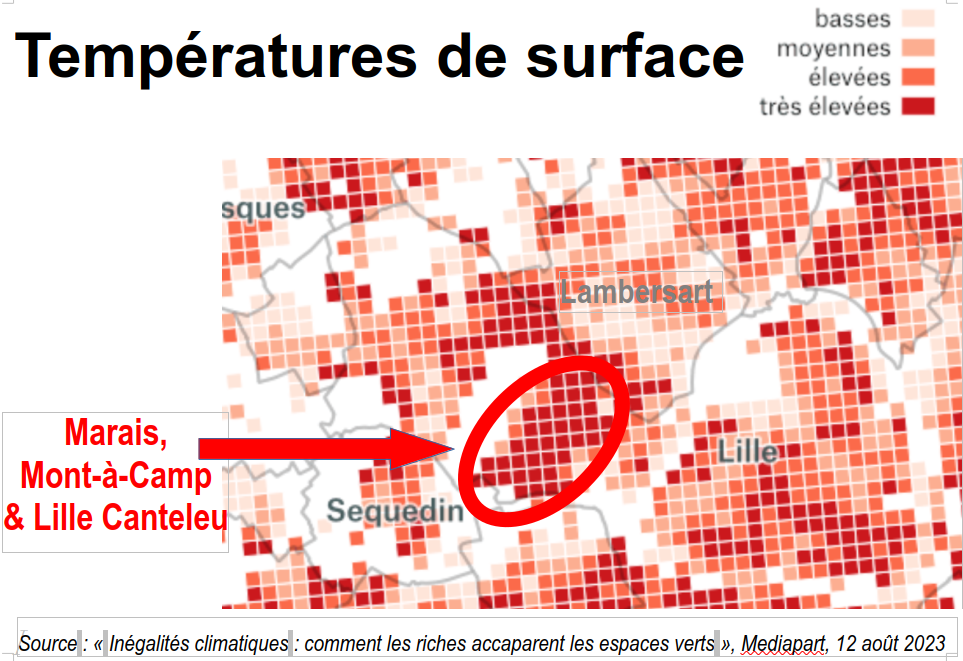 Températures de surface
basses
moyennes
élevées
très élevées
sques
Lambersart
Marais,
Mont-à-Camp
& Lille Canteleu
Lille
Sequedin
Source : « Inégalités climatiques : comment les riches accaparent les espaces verts », Mediapart, 12 août 2023